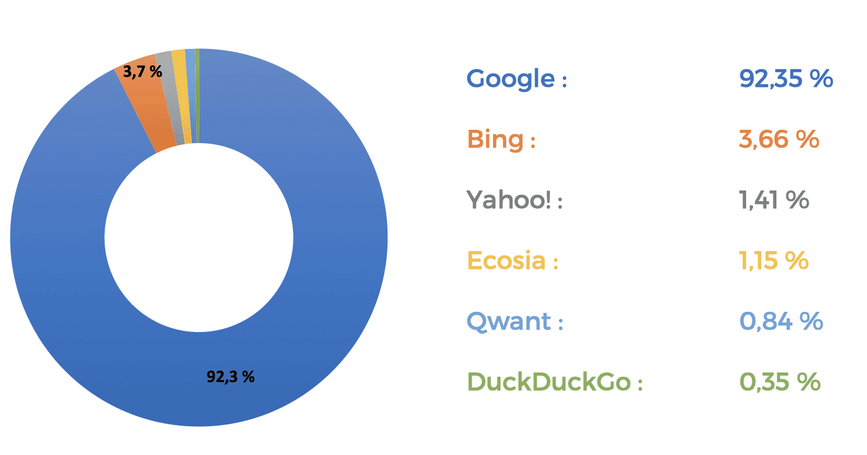 3,7 %
92,3 %
Google : 92,35 %
Bing : 3,66 %
Yahoo! : 1,41 %
Ecosia : 1,15 %
Qwant : 0,84 %
DuckDuckGo : 0,35 %